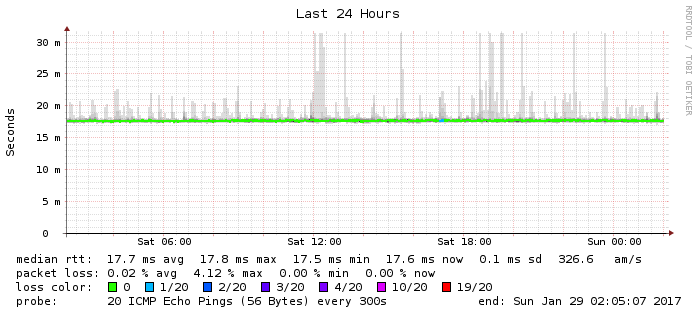 Last 24 Hours
RRDTOOL / TOBI OETIKER
Seconds
30 m
25 m
20 m
15 m
10 m
5 m
0
Sat 06:00 Sat 12:00 Sat 18:00 Sun 00:00
median rtt: 17.7 ms avg 17.8 ms max 17.5 ms min 17.6 ms now 0.1 ms sd 326.6 am/s
packet loss: 0.02 % avg 4.12 % max 0.00 % min 0.00 % now
loss color: 0 1/20 2/20 3/20 4/20 10/20 19/20
probe: 20 ICMP Echo Pings (56 Bytes) every 300s end: Sun Jan 29 02:05:07 2017